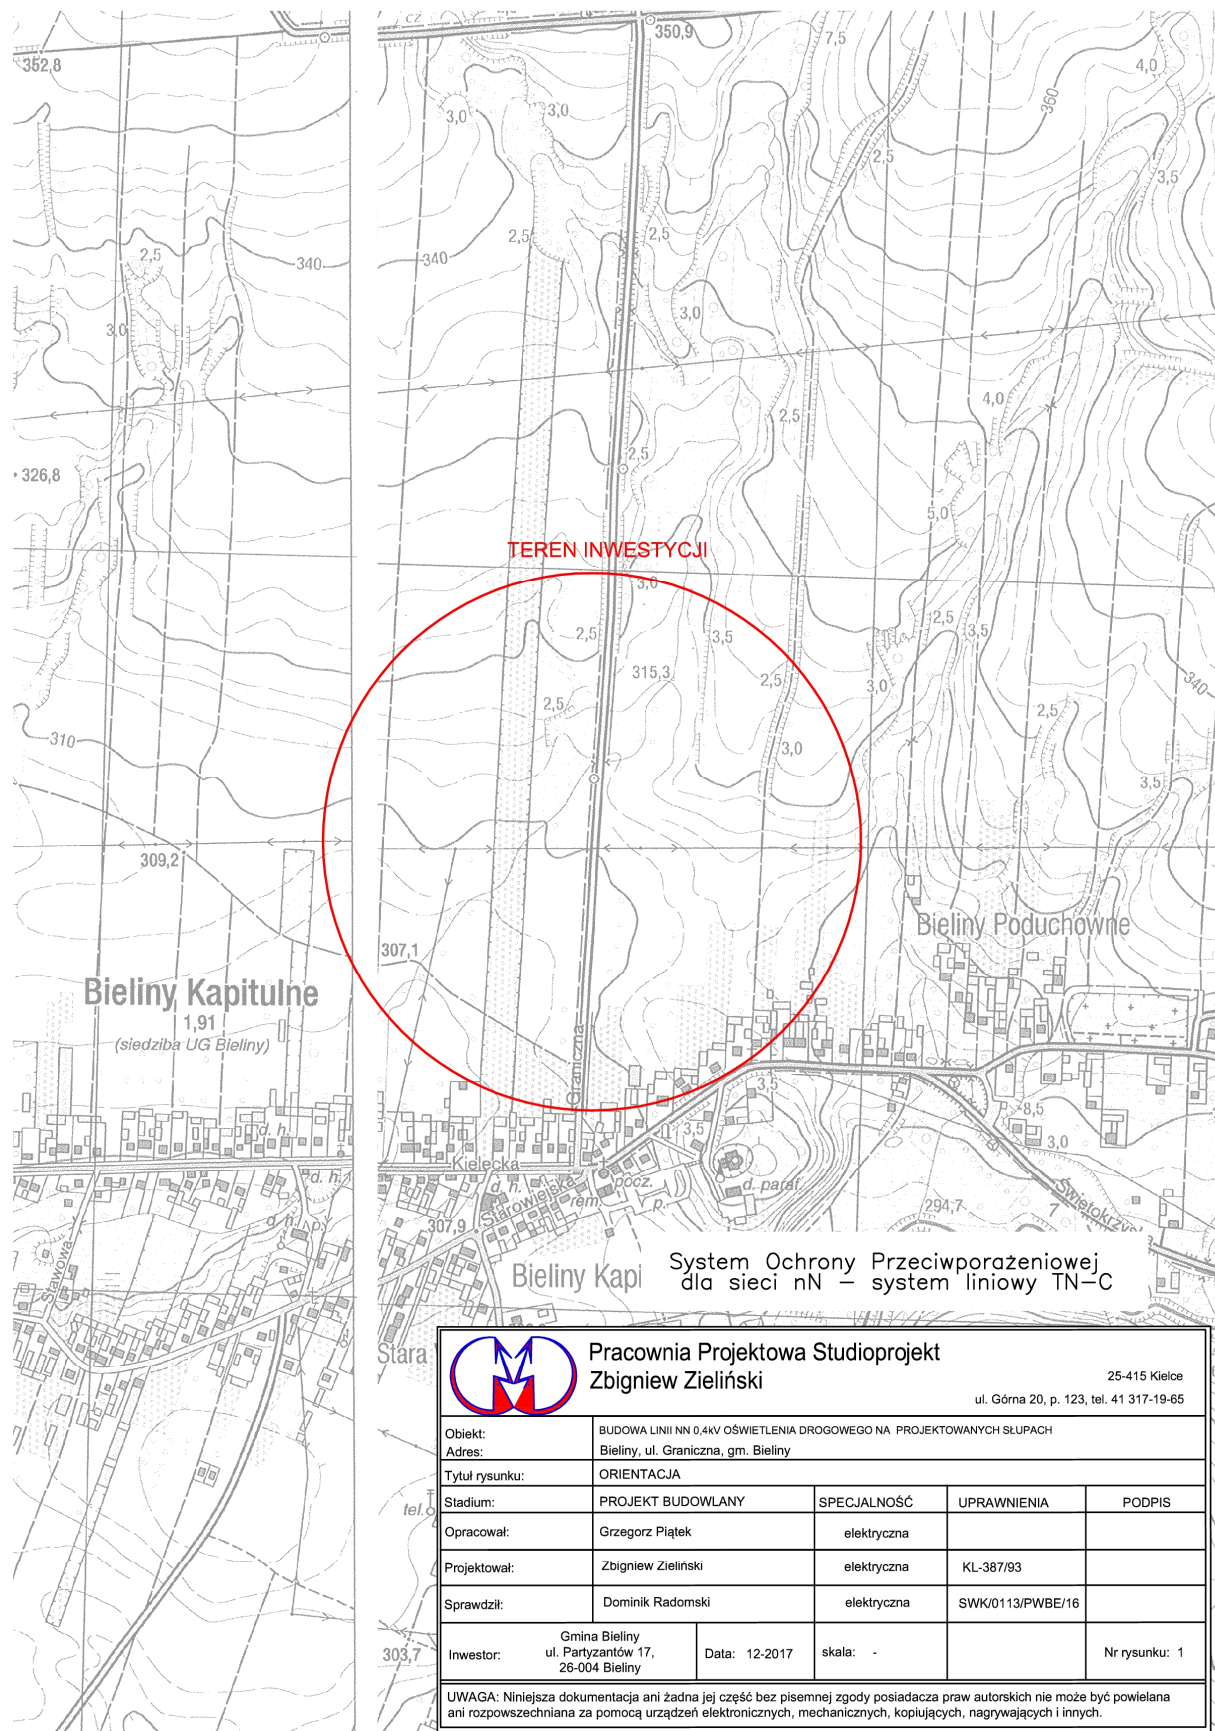 cz
350,9
7,5
352,8
4,0
360
3,0
3,0
2,5
3,5
2,5
2,5
2,5
340
340
3,0
3,0
4,0
2,5
2,5
326,8
5,0
TEREN INWESTYCJI
3,0
2,5
3,5
2,5
3,5
315,3
2,5
3,0
340
2,5
2,5
310
3,0
3,5
309,2
Bieliny Poduchowne
307,1
Bieliny Kapitulne
1,91
(siedziba UG Bieliny)
Graniczna
3,5
8,5
d. h.
3,5
3,0
Kielecka
d. h.
d. h.
pocz.
d. paraf.
Starowiejska
rem.
p.
294,7
7
d. h.
p.
307,9
Stawowa
Bieliny Kapi
System Ochrony Przeciwporażeniowej
dla sieci nN – system liniowy TN–C
Stara
Pracownia Projektowa Studioprojekt
Zbigniew Zieliński
25-415 Kielce
ul. Górna 20, p. 123, tel. 41 317-19-65
Obiekt: BUDOWA LINII NN 0,4kV OŚWIETLENIA DROGOWEGO NA PROJEKTOWANYCH SŁUPACH
Adres: Bieliny, ul. Graniczna, gm. Bieliny
Tytuł rysunku: ORIENTACJA
Stadium: PROJEKT BUDOWLANY SPECJALNOŚĆ UPRAWNIENIA PODPIS
tel.
Opracował: Grzegorz Piątek elektryczna
Projektował: Zbigniew Zieliński elektryczna KL-387/93
Sprawdził: Dominik Radomski elektryczna SWK/0113/PWBE/16
303,7
Inwestor: Gmina Bieliny
ul. Partyzantów 17,
26-004 Bieliny
Data: 12-2017 skala: - Nr rysunku: 1
UWAGA: Niniejsza dokumentacja ani żadna jej część bez pisemnej zgody posiadacza praw autorskich nie może być powielana
ani rozpowszechniana za pomocą urządzeń elektronicznych, mechanicznych, kopiujących, nagrywających i innych.